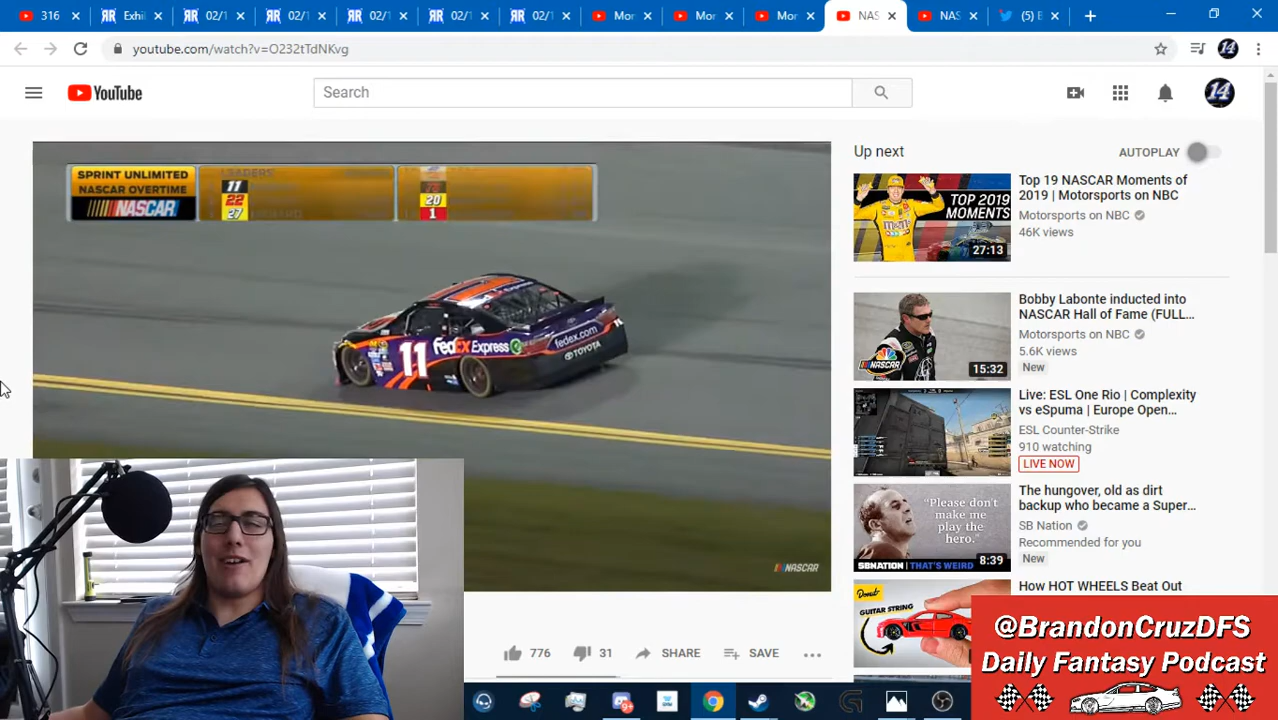 316
Exhil
02/1
02/1
02/1
02/1
02/1
Mor
Mor
Mor
NAS
NAS
(5) E
youtube.com/watch?v=O232tTdNKvg
14
YouTube
Search
14
SPRINT UNLIMITED
NASCAR OVERTIME
NASCAR
LEADERS
11
22
27
20
1
11
FedEx Express
fedex.com
TOYOTA
NASCAR
776
31
SHARE
SAVE
Up next
AUTOPLAY
TOP 2019
MOMENTS
27:13
Top 19 NASCAR Moments of
2019 | Motorsports on NBC
Motorsports on NBC
46K views
NASCAR
15:32
Bobby Labonte inducted into
NASCAR Hall of Fame (FULL...
Motorsports on NBC
5.6K views
New
Live: ESL One Rio | Complexity
vs eSpuma | Europe Open...
ESL Counter-Strike
910 watching
LIVE NOW
"Please don't
make me
play the
hero."
SBNATION | THAT'S WEIRD
8:39
The hungover, old as dirt
backup who became a Super...
SB Nation
Recommended for you
New
Donut
GUITAR STRING
How HOT WHEELS Beat Out
@BrandonCruzDFS
Daily Fantasy Podcast